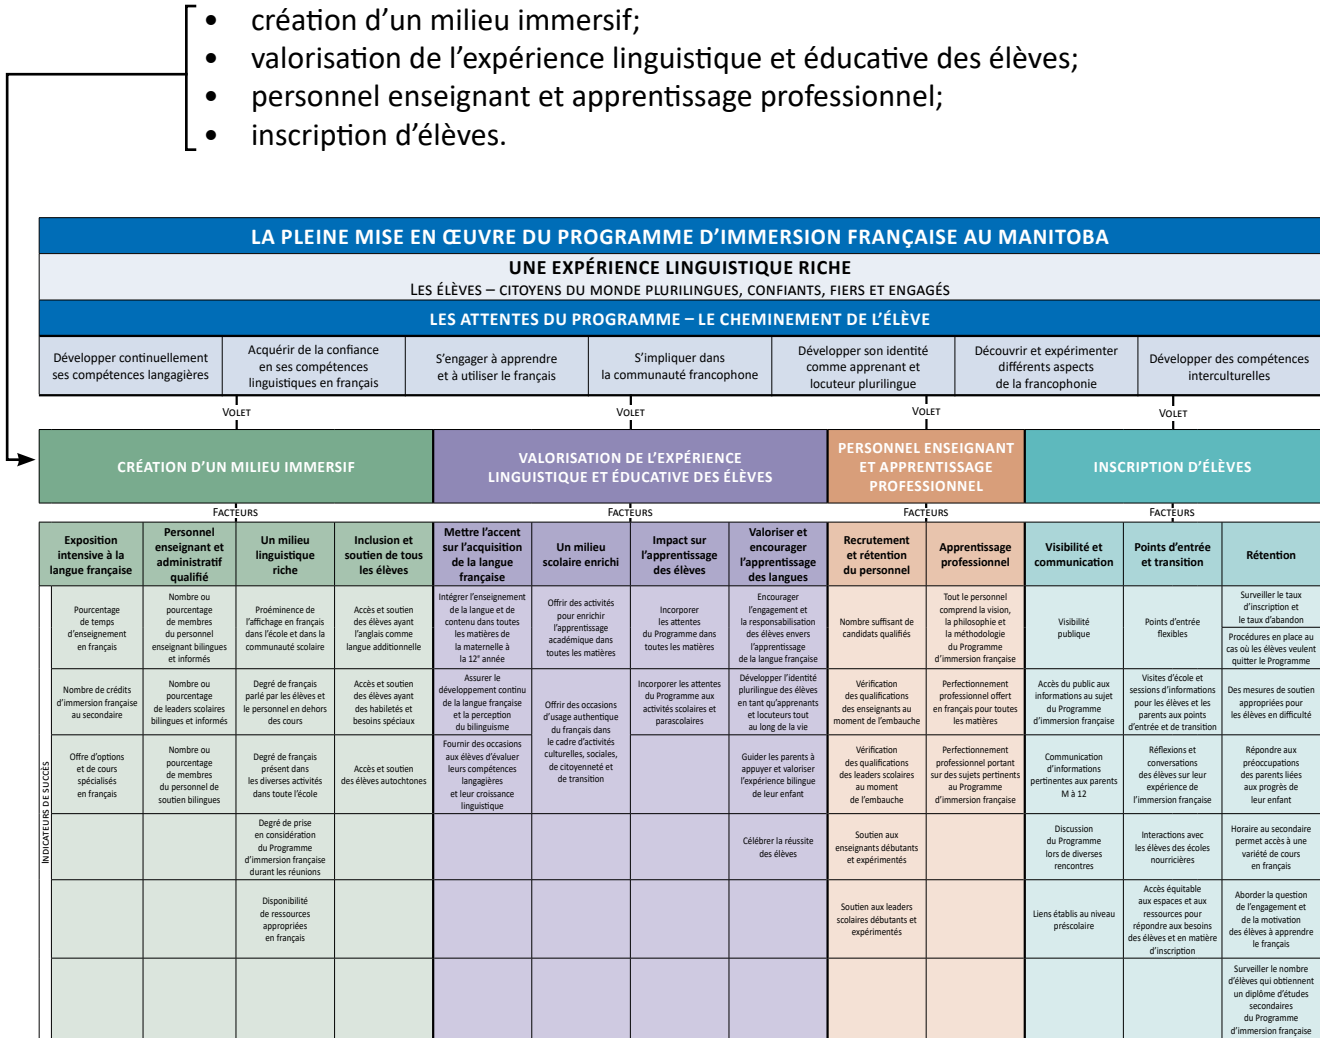 • création d’un milieu immersif;
• valorisation de l’expérience linguistique et éducative des élèves;
• personnel enseignant et apprentissage professionnel;
• inscription d’élèves.
LA PLEINE MISE EN ŒUVRE DU PROGRAMME D’IMMERSION FRANÇAISE AU MANITOBA
UNE EXPÉRIENCE LINGUISTIQUE RICHE
LES ÉLÈVES – CITOYENS DU MONDE PLURILINGUES, CONFIANTS, FIERS ET ENGAGÉS
LES ATTENTES DU PROGRAMME – LE CHEMINEMENT DE L’ÉLÈVE
Développer continuellement
ses compétences langagières
Acquérir de la confiance
en ses compétences
linguistiques en français
S’engager à apprendre
et à utiliser le français
S’impliquer dans
la communauté francophone
Développer son identité
comme apprenant et
locuteur plurilingue
Découvrir et expérimenter
différents aspects
de la francophonie
Développer des compétences
interculturelles
VOLET
VOLET
VOLET
VOLET
CRÉATION D’UN MILIEU IMMERSIF
VALORISATION DE L’EXPÉRIENCE
LINGUISTIQUE ET ÉDUCATIVE DES ÉLÈVES
PERSONNEL ENSEIGNANT
ET APPRENTISSAGE
PROFESSIONNEL
INSCRIPTION D’ÉLÈVES
FACTEURS
FACTEURS
FACTEURS
FACTEURS
Exposition
intensive à la
langue française
Personnel
enseignant et
administratif
qualifié
Un milieu
linguistique
riche
Inclusion et
soutien de tous
les élèves
Mettre l’accent
sur l’acquisition
de la langue
française
Un milieu
scolaire enrichi
Impact sur
l’apprentissage
des élèves
Valoriser et
encourager
l’apprentissage
des langues
Recrutement
et rétention
du personnel
Apprentissage
professionnel
Visibilité et
communication
Points d’entrée
et transition
Rétention
INDICATEURS DE SUCCÈS
Pourcentage
de temps
d’enseignement
en français
Nombre ou
pourcentage
de membres
du personnel
enseignant bilingues
et informés
Proéminence de
l’affichage en français
dans l’école et dans la
communauté scolaire
Accès et soutien
des élèves ayant
l’anglais comme
langue additionnelle
Intégrer l’enseignement
de la langue et de
contenu dans toutes
les matières de
la maternelle à
la 12e année
Offrir des activités
pour enrichir
l’apprentissage
académique dans
toutes les matières
Incorporer
les attentes
du Programme dans
toutes les matières
Encourager
l’engagement et
la responsabilisation
des élèves envers
l’apprentissage
de la langue française
Nombre suffisant de
candidats qualifiés
Tout le personnel
comprend la vision,
la philosophie et
la méthodologie
du Programme
d’immersion française
Visibilité
publique
Points d’entrée
flexibles
Surveiller le taux
d’inscription et
le taux d’abandon
Procédures en place au
cas où les élèves veulent
quitter le Programme
Nombre de crédits
d’immersion française
au secondaire
Nombre ou
pourcentage
de leaders scolaires
bilingues et informés
Degré de français
parlé par les élèves et
le personnel en dehors
des cours
Accès et soutien
des élèves ayant
des habiletés et
besoins spéciaux
Assurer le
développement continu
de la langue française
et la perception
du bilinguisme
Offrir des occasions
d’usage authentique
du français dans
le cadre d’activités
culturelles, sociales,
de citoyenneté et
de transition
Incorporer les attentes
du Programme aux
activités scolaires et
parascolaires
Développer l’identité
plurilingue des élèves
en tant qu’apprenants
et locuteurs tout
au long de la vie
Vérification
des qualifications
des enseignants au
moment de l’embauche
Perfectionnement
professionnel offert
en français pour toutes
les matières
Accès du public aux
informations au sujet
du Programme
d’immersion française
Visites d’école et
sessions d’informations
pour les élèves et les
parents aux points
d’entrée et de transition
Des mesures de soutien
appropriées pour
les élèves en difficulté
Offre d’options
et de cours
spécialisés
en français
Nombre ou
pourcentage
de membres
du personnel de
soutien bilingues
Degré de français
présent dans
les diverses activités
dans toute l’école
Accès et soutien
des élèves autochtones
Fournir des occasions
aux élèves d’évaluer
leurs compétences
langagières
et leur croissance
linguistique
Guider les parents à
appuyer et valoriser
l’expérience bilingue
de leur enfant
Vérification
des qualifications
des leaders scolaires
au moment
de l’embauche
Perfectionnement
professionnel portant
sur des sujets pertinents
au Programme
d’immersion française
Communication
d’informations
pertinentes aux parents
M à 12
Réflexions et
conversations
des élèves sur leur
expérience de
l’immersion française
Répondre aux
préoccupations
des parents liées
aux progrès de
leur enfant
Degré de prise
en considération
du Programme
d’immersion française
durant les réunions
Célébrer la réussite
des élèves
Soutien aux
enseignants débutants
et expérimentés
Discussion
du Programme
lors de diverses
rencontres
Interactions avec
les élèves des écoles
nourricières
Horaire au secondaire
permet accès à une
variété de cours
en français
Disponibilité
de ressources
appropriées
en français
Soutien aux leaders
scolaires débutants et
expérimentés
Liens établis au niveau
préscolaire
Accès équitable
aux espaces et aux
ressources pour
répondre aux besoins
des élèves et en matière
d’inscription
Aborder la question
de l’engagement et
de la motivation
des élèves à apprendre
le français
Surveiller le nombre
d’élèves qui obtiennent
un diplôme d’études
secondaires
du Programme
d’immersion française